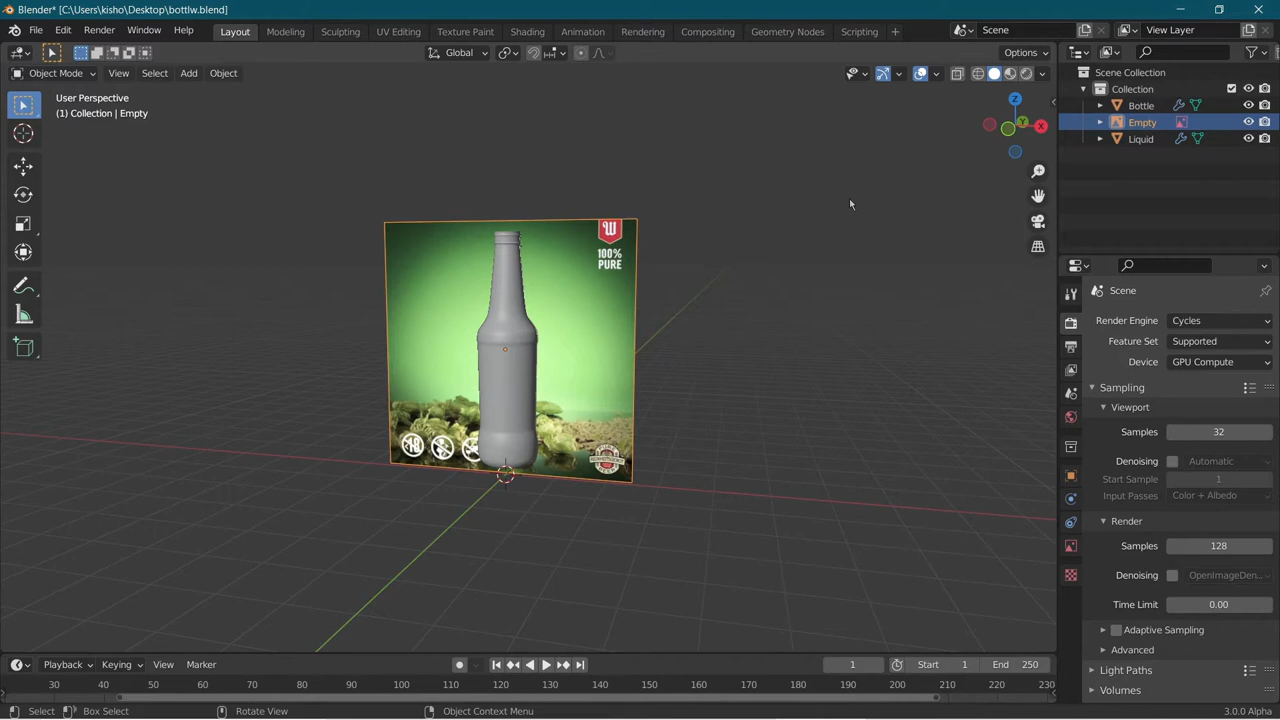 Blender* [C:\Users\kisho\Desktop\bottlw.blend]
File Edit Render Window Help Layout Modeling Sculpting UV Editing Texture Paint Shading Animation Rendering Compositing Geometry Nodes Scripting + Scene View Layer
Global Options
Object Mode View Select Add Object
User Perspective
(1) Collection | Empty
Z
Y
X
W
100%
PURE
18
Scene Collection
Collection
Bottle
Empty
Liquid
Scene
Render Engine Cycles
Feature Set Supported
Device GPU Compute
Sampling
Viewport
Samples 32
Denoising Automatic
Start Sample 1
Input Passes Color + Albedo
Render
Samples 128
Denoising OpenImageDen...
Time Limit 0.00
Adaptive Sampling
Advanced
Light Paths
Volumes
Playback Keying View Marker 1 Start 1 End 250
30 40 50 60 70 80 90 100 110 120 130 140 150 160 170 180 190 200 210 220 230
Select Box Select Rotate View Object Context Menu 3.0.0 Alpha